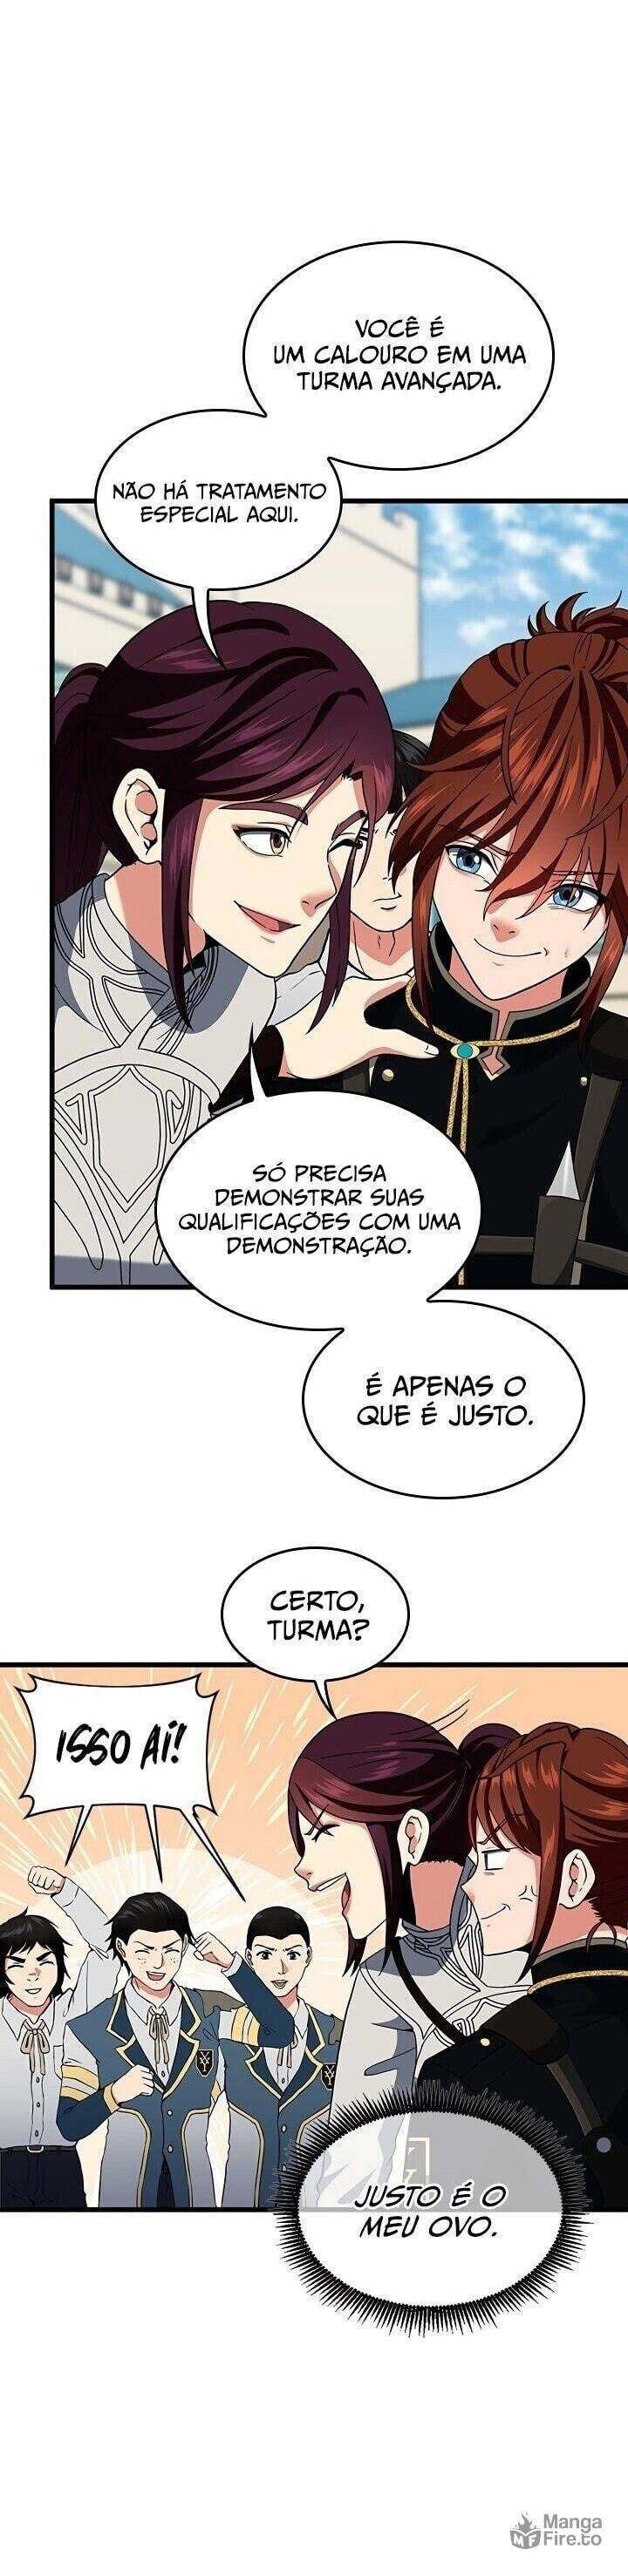 VOCÊ É
UM CALOURO EM UMA
TURMA AVANÇADA.
NÃO HÁ TRATAMENTO
ESPECIAL AQUI.
SÓ PRECISA
DEMONSTRAR SUAS
QUALIFICAÇÕES COM UMA
DEMONSTRAÇÃO.
É APENAS O
QUE É JUSTO.
CERTO,
TURMA?
ISSO AÍ!
JUSTO É O
MEU OVO.
Manga
MF Fire.to